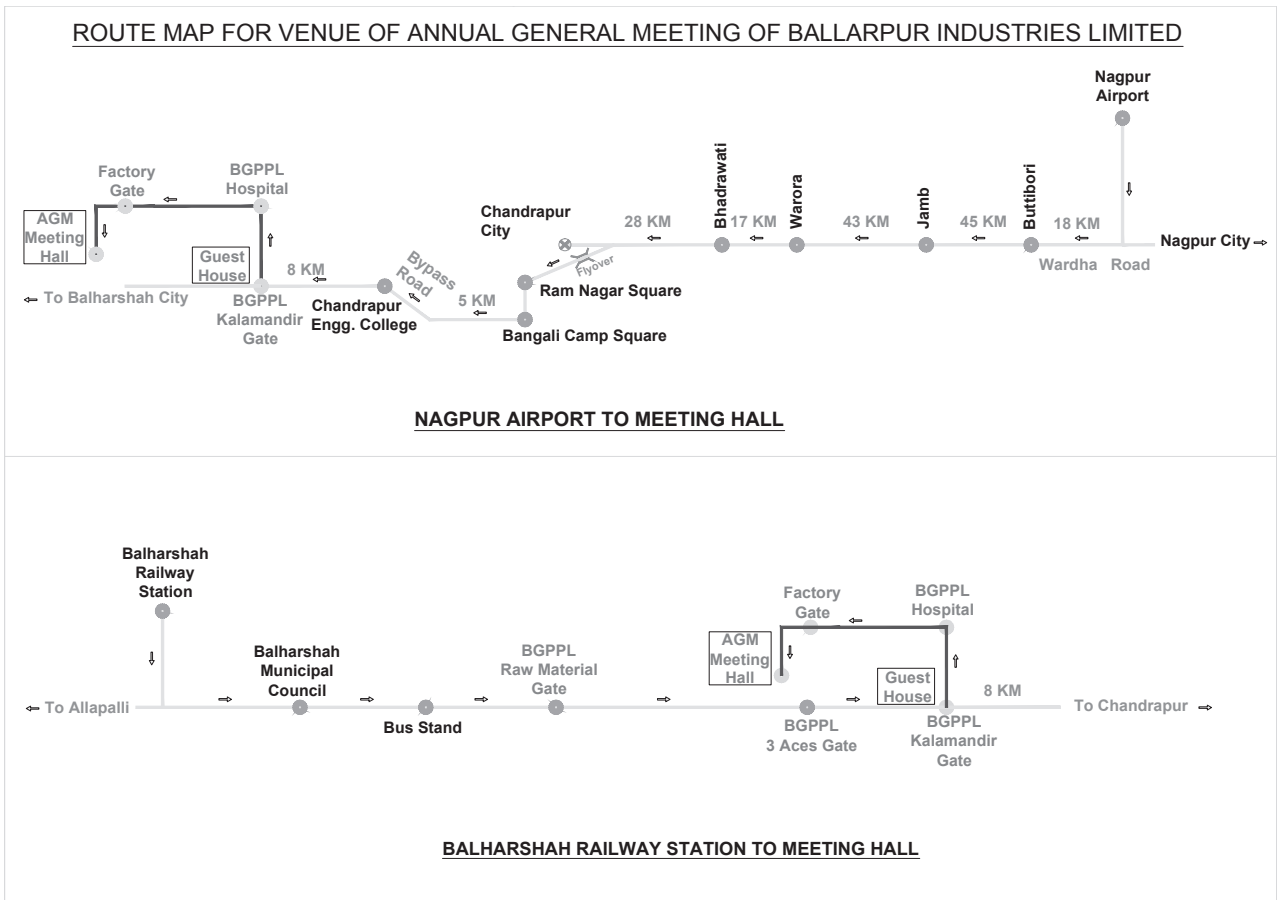 ROUTE MAP FOR VENUE OF ANNUAL GENERAL MEETING OF BALLARPUR INDUSTRIES LIMITED
Nagpur
Airport
Factory
Gate
BGPPL
Hospital
AGM
Meeting
Hall
Guest
House
8 KM
To Balharshah City
BGPPL
Kalamandir
Gate
Chandrapur
Engg. College
Bypass
Road
5 KM
Chandrapur
City
Flyover
Ram Nagar Square
Bangali Camp Square
28 KM
Bhadrawati
17 KM
Warora
43 KM
Jamb
45 KM
Buttibori
18 KM
Nagpur City
Wardha Road
NAGPUR AIRPORT TO MEETING HALL
Balharshah
Railway
Station
To Allapalli
Balharshah
Municipal
Council
Bus Stand
BGPPL
Raw Material
Gate
Factory
Gate
BGPPL
Hospital
AGM
Meeting
Hall
Guest
House
8 KM
To Chandrapur
BGPPL
3 Aces Gate
BGPPL
Kalamandir
Gate
BALHARSHAH RAILWAY STATION TO MEETING HALL